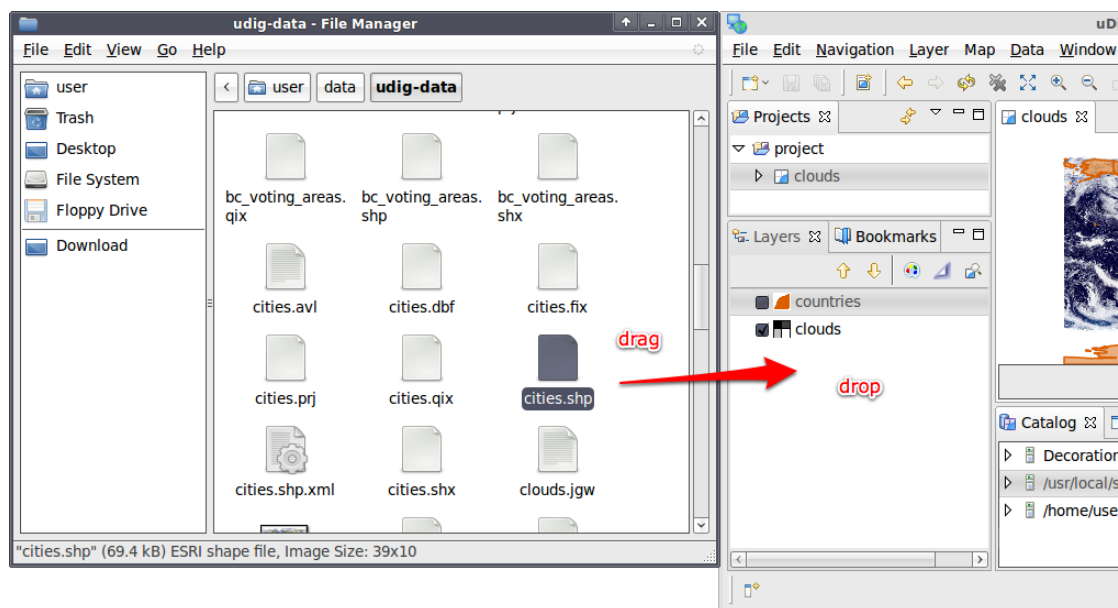 udig-data - File Manager
File Edit View Go Help
user
Trash
Desktop
File System
Floppy Drive
Download
user data udig-data
bc_voting_areas.
qix
bc_voting_areas.
shp
bc_voting_areas.
shx
cities.avl
cities.dbf
cities.fix
cities.prj
cities.qix
cities.shp
cities.shp.xml
cities.shx
clouds.jgw
"cities.shp" (69.4 kB) ESRI shape file, Image Size: 39x10
drag
drop
uD
File Edit Navigation Layer Map Data Window
Projects
project
clouds
Layers Bookmarks
countries
clouds
clouds
Catalog
Decoration
/usr/local/s
/home/use